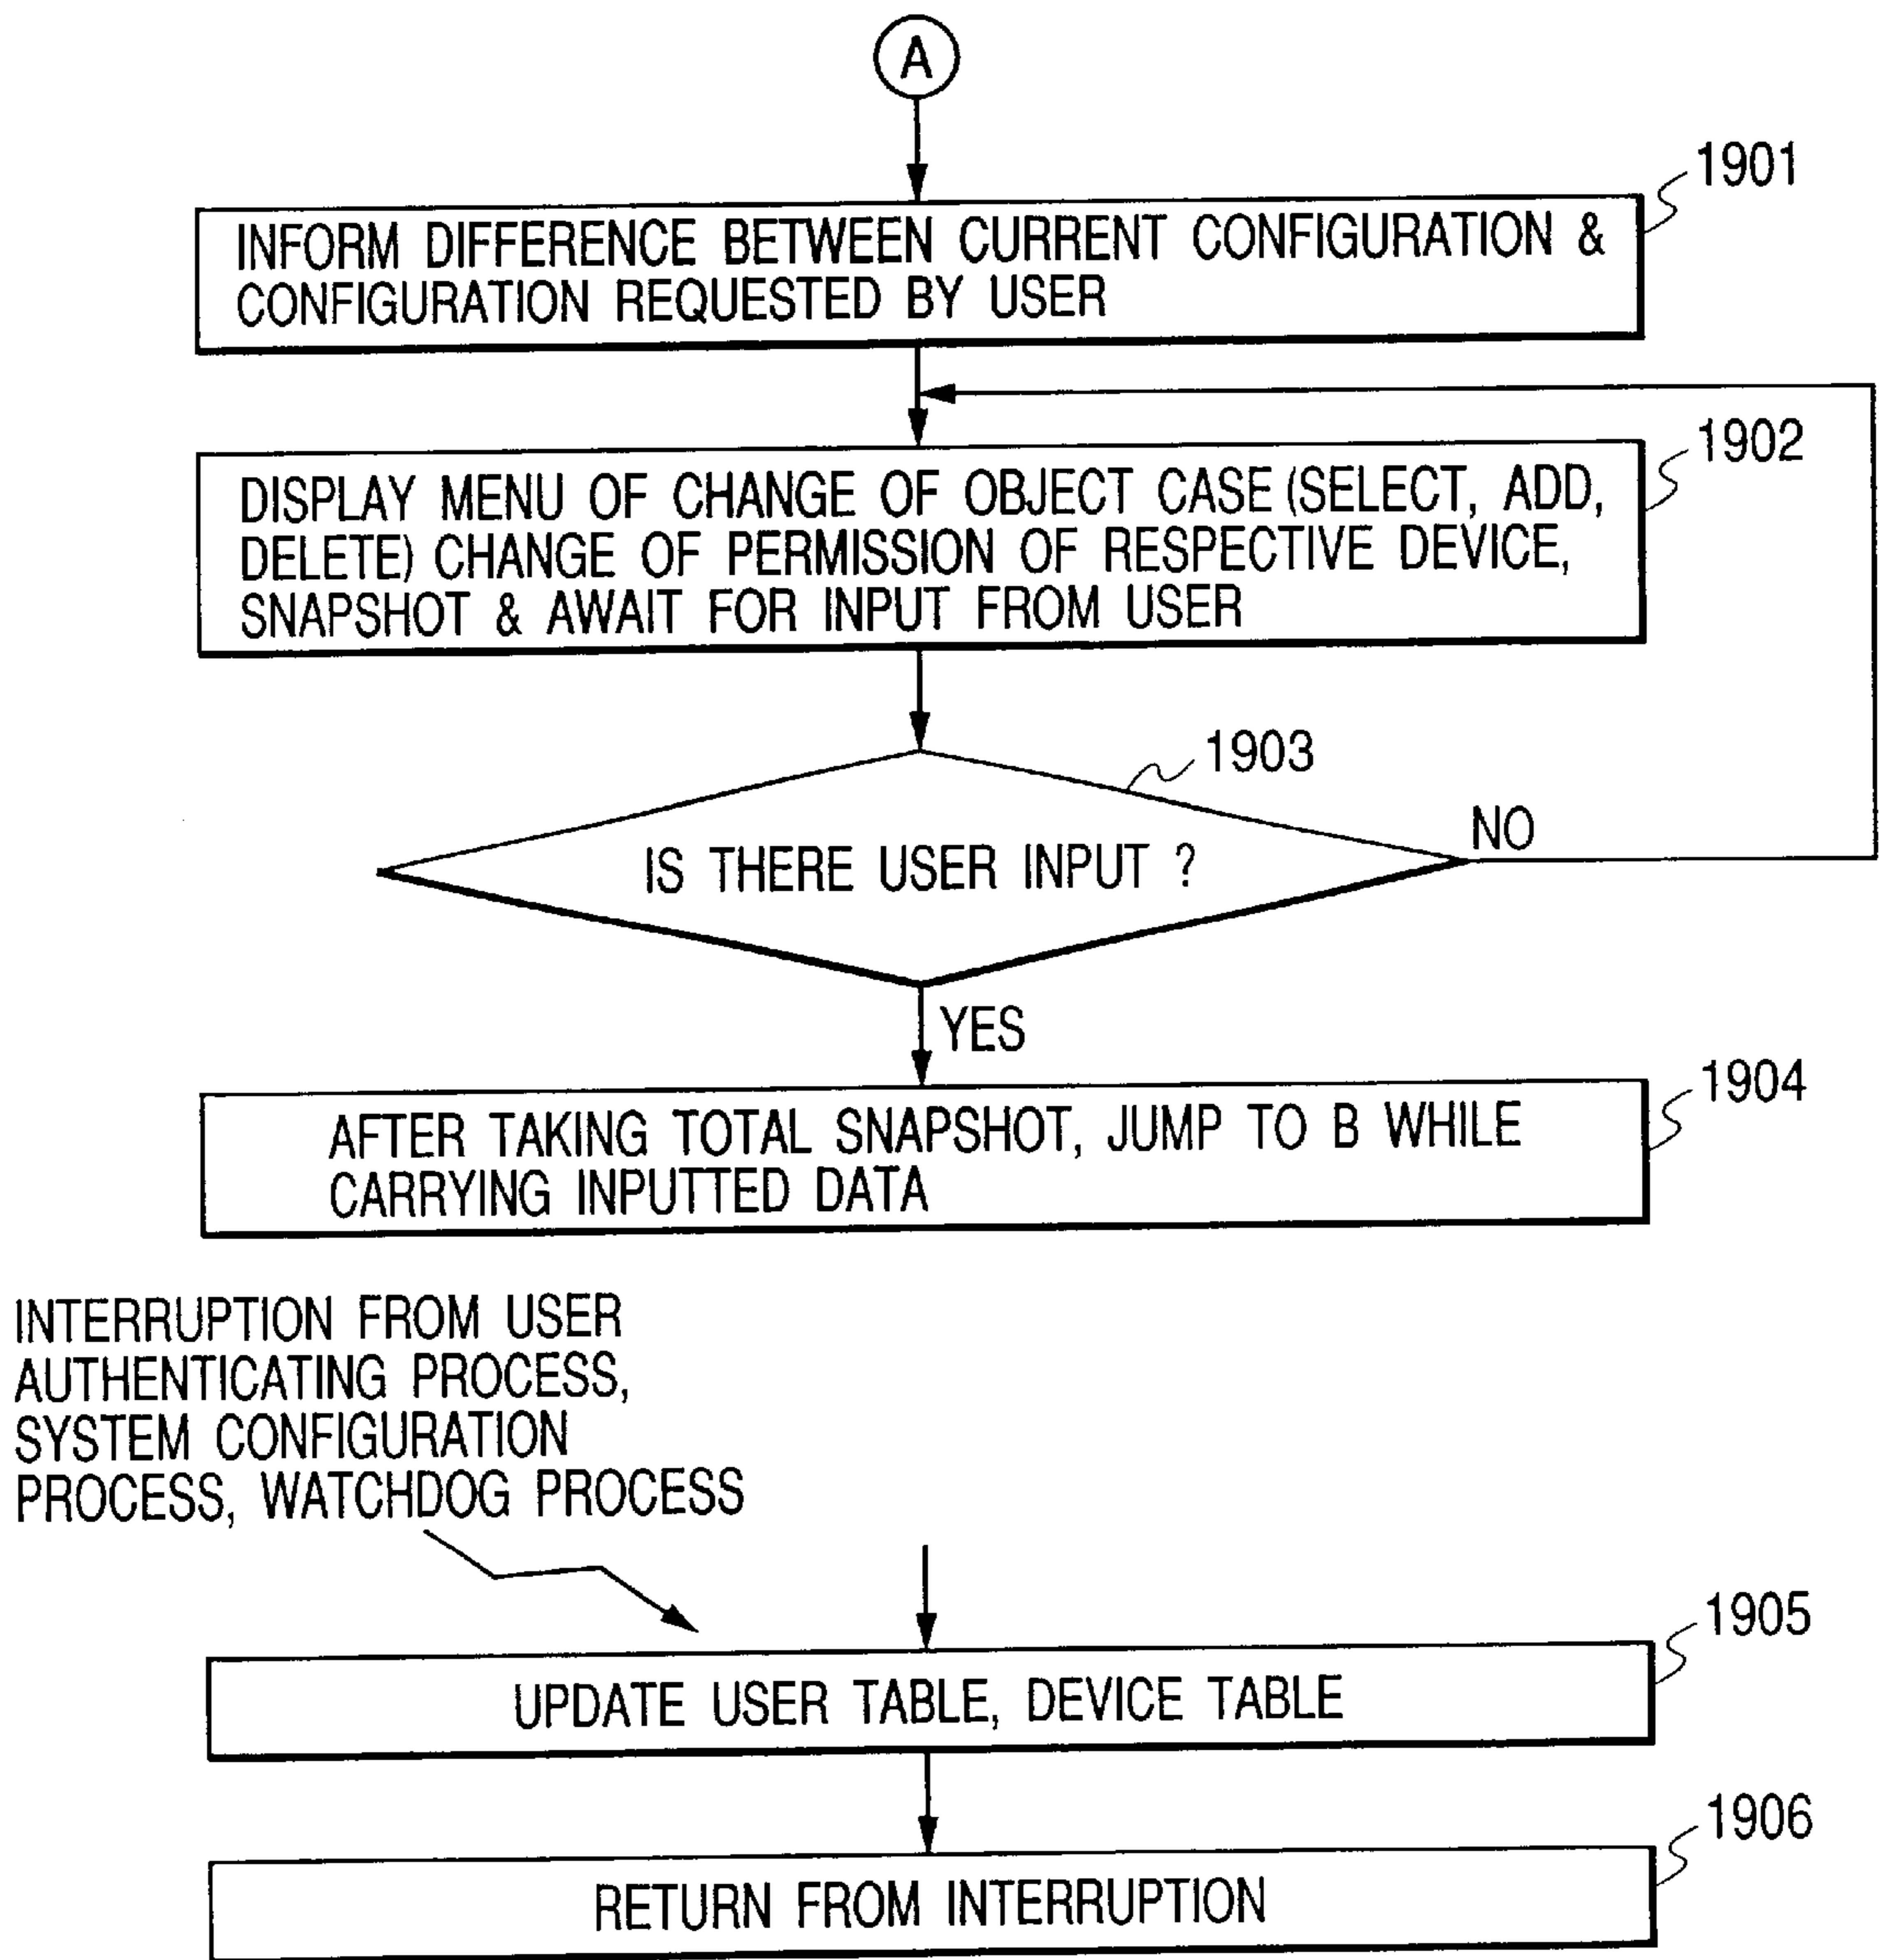 A
1901
INFORM DIFFERENCE BETWEEN CURRENT CONFIGURATION &
CONFIGURATION REQUESTED BY USER
1902
DISPLAY MENU OF CHANGE OF OBJECT CASE (SELECT, ADD,
DELETE) CHANGE OF PERMISSION OF RESPECTIVE DEVICE,
SNAPSHOT & AWAIT FOR INPUT FROM USER
1903
IS THERE USER INPUT ?
NO
YES
1904
AFTER TAKING TOTAL SNAPSHOT, JUMP TO B WHILE
CARRYING INPUTTED DATA
INTERRUPTION FROM USER
AUTHENTICATING PROCESS,
SYSTEM CONFIGURATION
PROCESS, WATCHDOG PROCESS
1905
UPDATE USER TABLE, DEVICE TABLE
1906
RETURN FROM INTERRUPTION